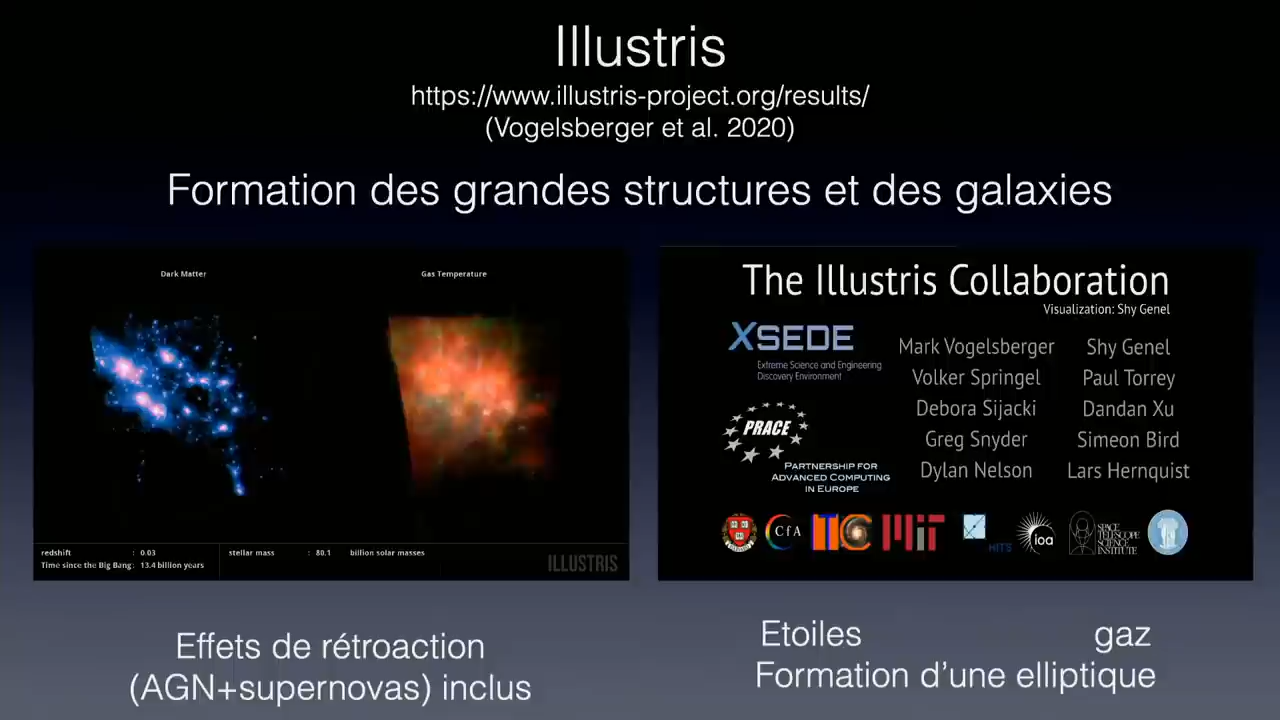 Illustris
https://www.illustris-project.org/results/
(Vogelsberger et al. 2020)
Formation des grandes structures et des galaxies
Dark Matter
Gas Temperature
redshift : 0.03
Time since the Big Bang: 13.4 billion years
stellar mass : 80.1 billion solar masses
ILLUSTRIS
Effets de rétroaction
(AGN+supernovas) inclus
The Illustris Collaboration
Visualization: Shy Genel
XSEDE
Extreme Science and Engineering
Discovery Environment
PRACE
PARTNERSHIP FOR
ADVANCED COMPUTING
IN EUROPE
Mark Vogelsberger Shy Genel
Volker Springel Paul Torrey
Debora Sijacki Dandan Xu
Greg Snyder Simeon Bird
Dylan Nelson Lars Hernquist
CfA
ITC
MIT
HITS
ioa
SPACE
TELESCOPE
SCIENCE
INSTITUTE
Etoiles gaz
Formation d'une elliptique